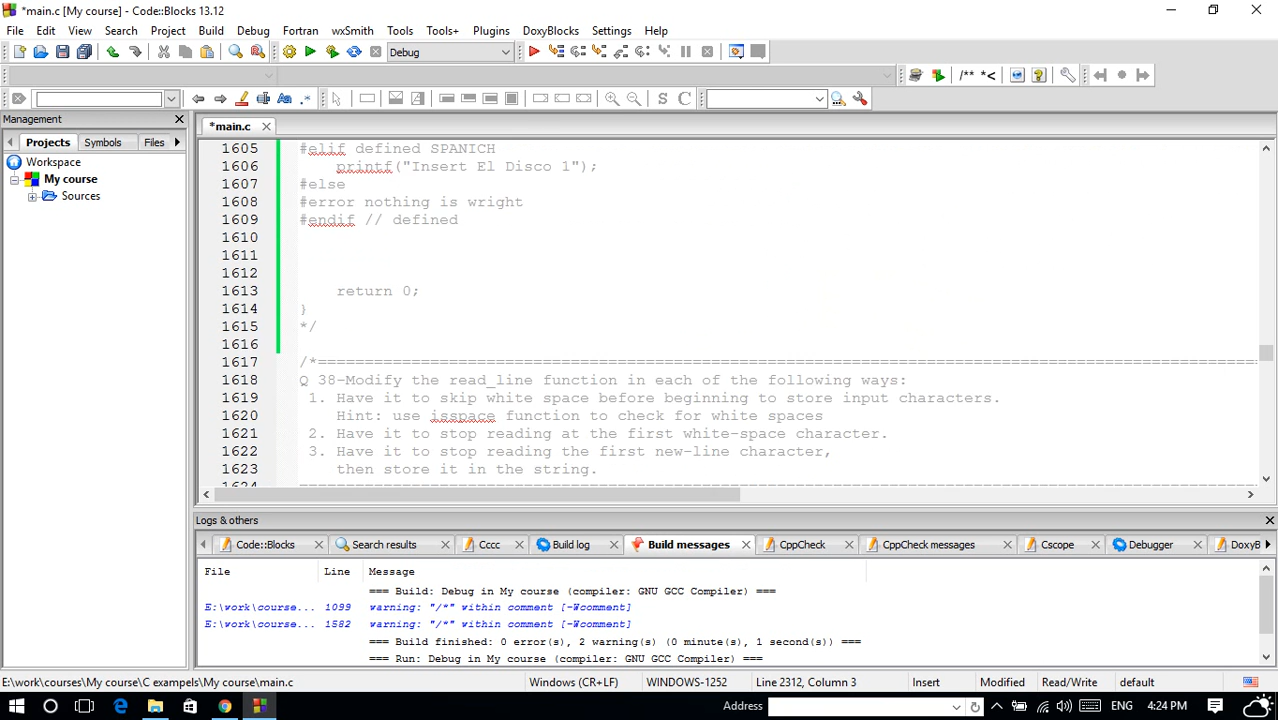 *main.c [My course] - Code::Blocks 13.12
File Edit View Search Project Build Debug Fortran wxSmith Tools Tools+ Plugins DoxyBlocks Settings Help
Debug
/** *<
S C
Management
*main.c
Projects Symbols Files
Workspace
My course
Sources
1605 #elif defined SPANICH
1606 printf("Insert El Disco 1");
1607 #else
1608 #error nothing is wright
1609 #endif // defined
1610
1611
1612
1613 return 0;
1614 }
1615 */
1616
1617 /*====================================================================================================
1618 Q 38-Modify the read_line function in each of the following ways:
1619 1. Have it to skip white space before beginning to store input characters.
1620 Hint: use isspace function to check for white spaces
1621 2. Have it to stop reading at the first white-space character.
1622 3. Have it to stop reading the first new-line character,
1623 then store it in the string.
1624
Logs & others
Code::Blocks Search results Cccc Build log Build messages CppCheck CppCheck messages Cscope Debugger DoxyB
File Line Message
=== Build: Debug in My course (compiler: GNU GCC Compiler) ===
E:\work\course... 1099 warning: "/*" within comment [-Wcomment]
E:\work\course... 1582 warning: "/*" within comment [-Wcomment]
=== Build finished: 0 error(s), 2 warning(s) (0 minute(s), 1 second(s)) ===
=== Run: Debug in My course (compiler: GNU GCC Compiler) ===
E:\work\courses\My course\C exampels\My course\main.c Windows (CR+LF) WINDOWS-1252 Line 2312, Column 3 Insert Modified Read/Write default
Address ENG 4:24 PM